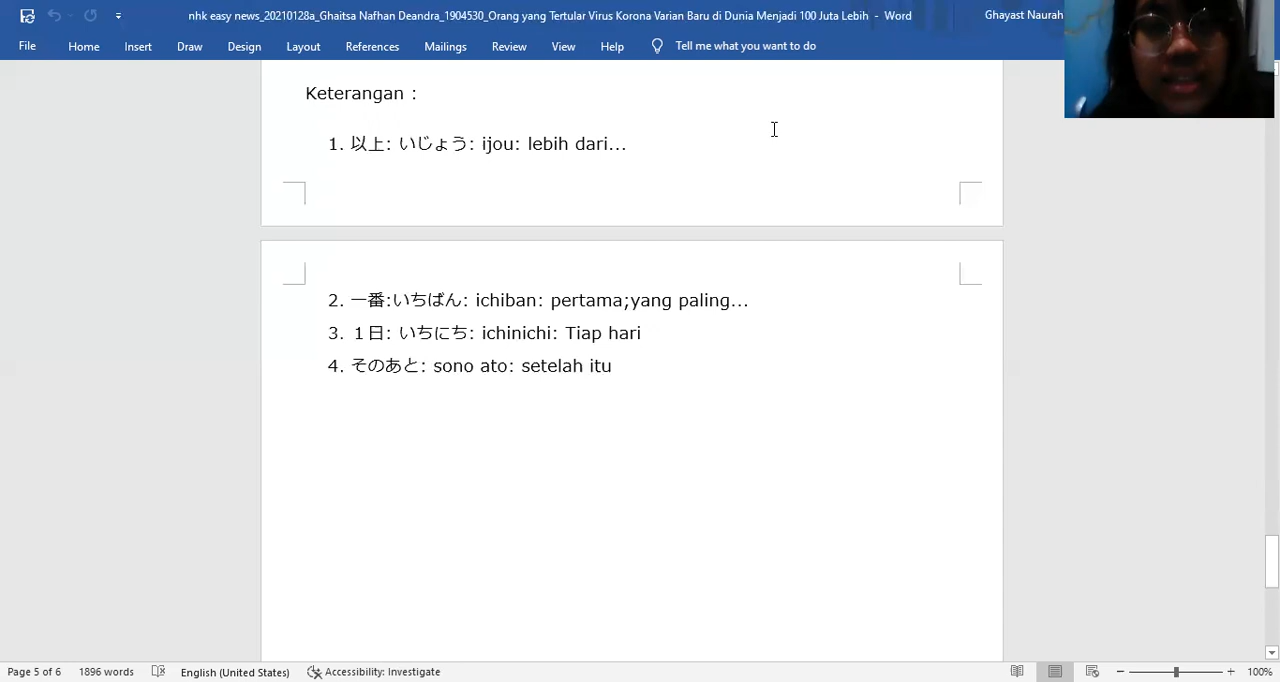 nhk easy news_20210128a_Ghaitsa Nafhan Deandra_1904530_Orang yang Tertular Virus Korona Varian Baru di Dunia Menjadi 100 Juta Lebih - Word
Ghayast Naurah
File Home Insert Draw Design Layout References Mailings Review View Help Tell me what you want to do
Keterangan :
1. 以上: いじょう: ijou: lebih dari...
2. 一番:いちばん: ichiban: pertama;yang paling...
3. １日: いちにち: ichinichi: Tiap hari
4. そのあと: sono ato: setelah itu
Page 5 of 6 1896 words English (United States) Accessibility: Investigate 100%